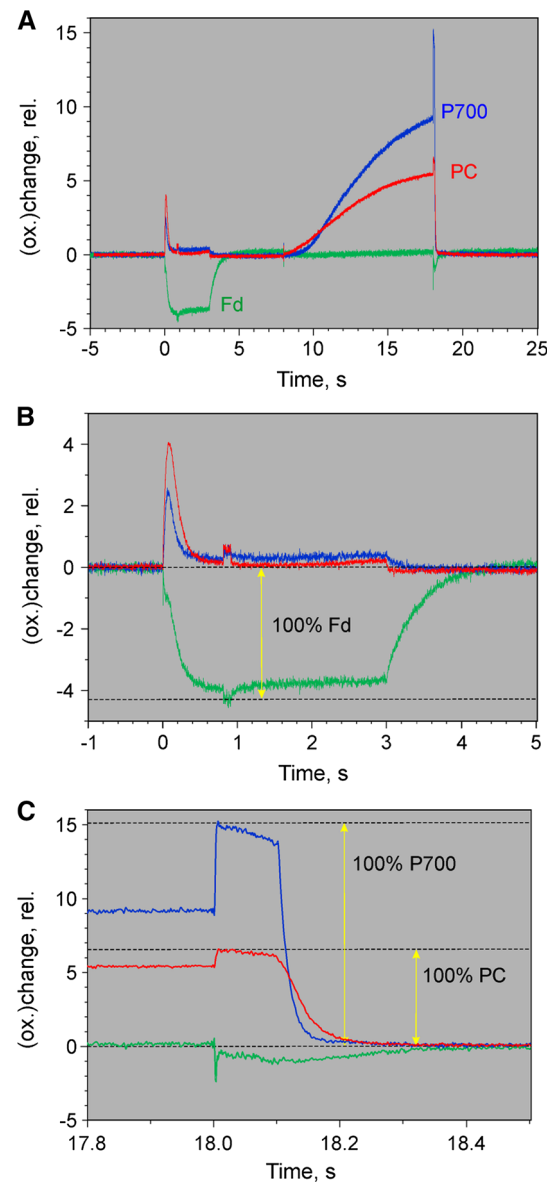 A
(ox.)change, rel.
15
10
5
0
-5
P700
PC
Fd
-5 0 5 10 15 20 25
Time, s
B
(ox.)change, rel.
4
2
0
-2
-4
100% Fd
-1 0 1 2 3 4 5
Time, s
C
(ox.)change, rel.
15
10
5
0
-5
100% P700
100% PC
17.8 18.0 18.2 18.4
Time, s